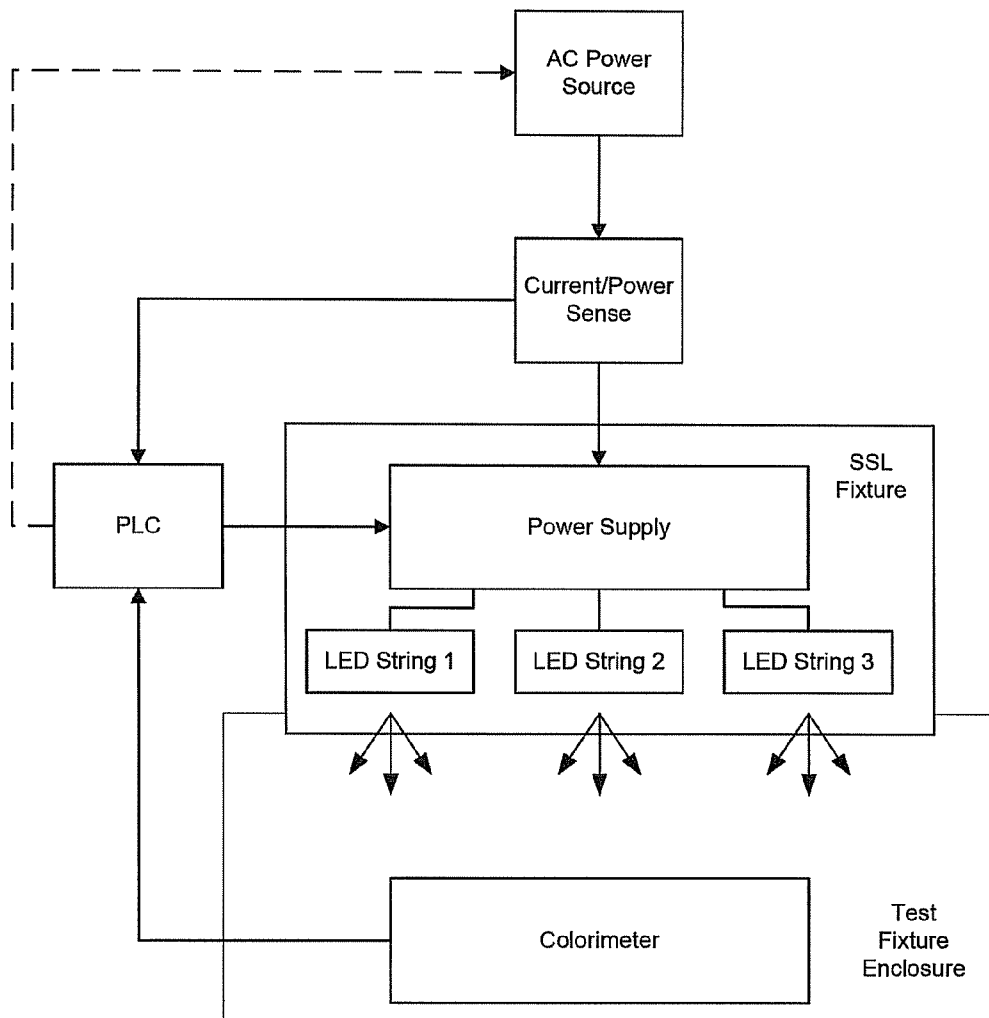 AC Power
Source
Current/Power
Sense
SSL
Fixture
PLC
Power Supply
LED String 1
LED String 2
LED String 3
Colorimeter
Test
Fixture
Enclosure